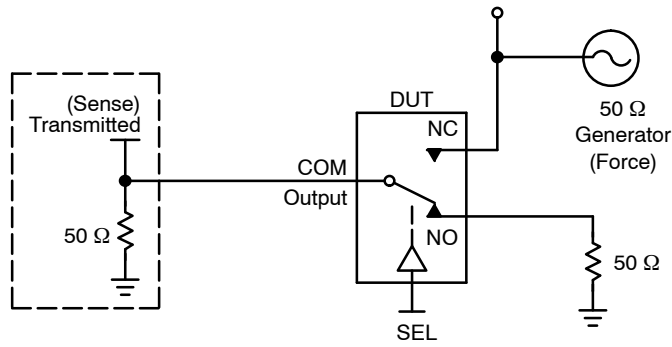 (Sense)
Transmitted
50 Ω
COM
Output
DUT
NC
NO
SEL
50 Ω
Generator
(Force)
50 Ω